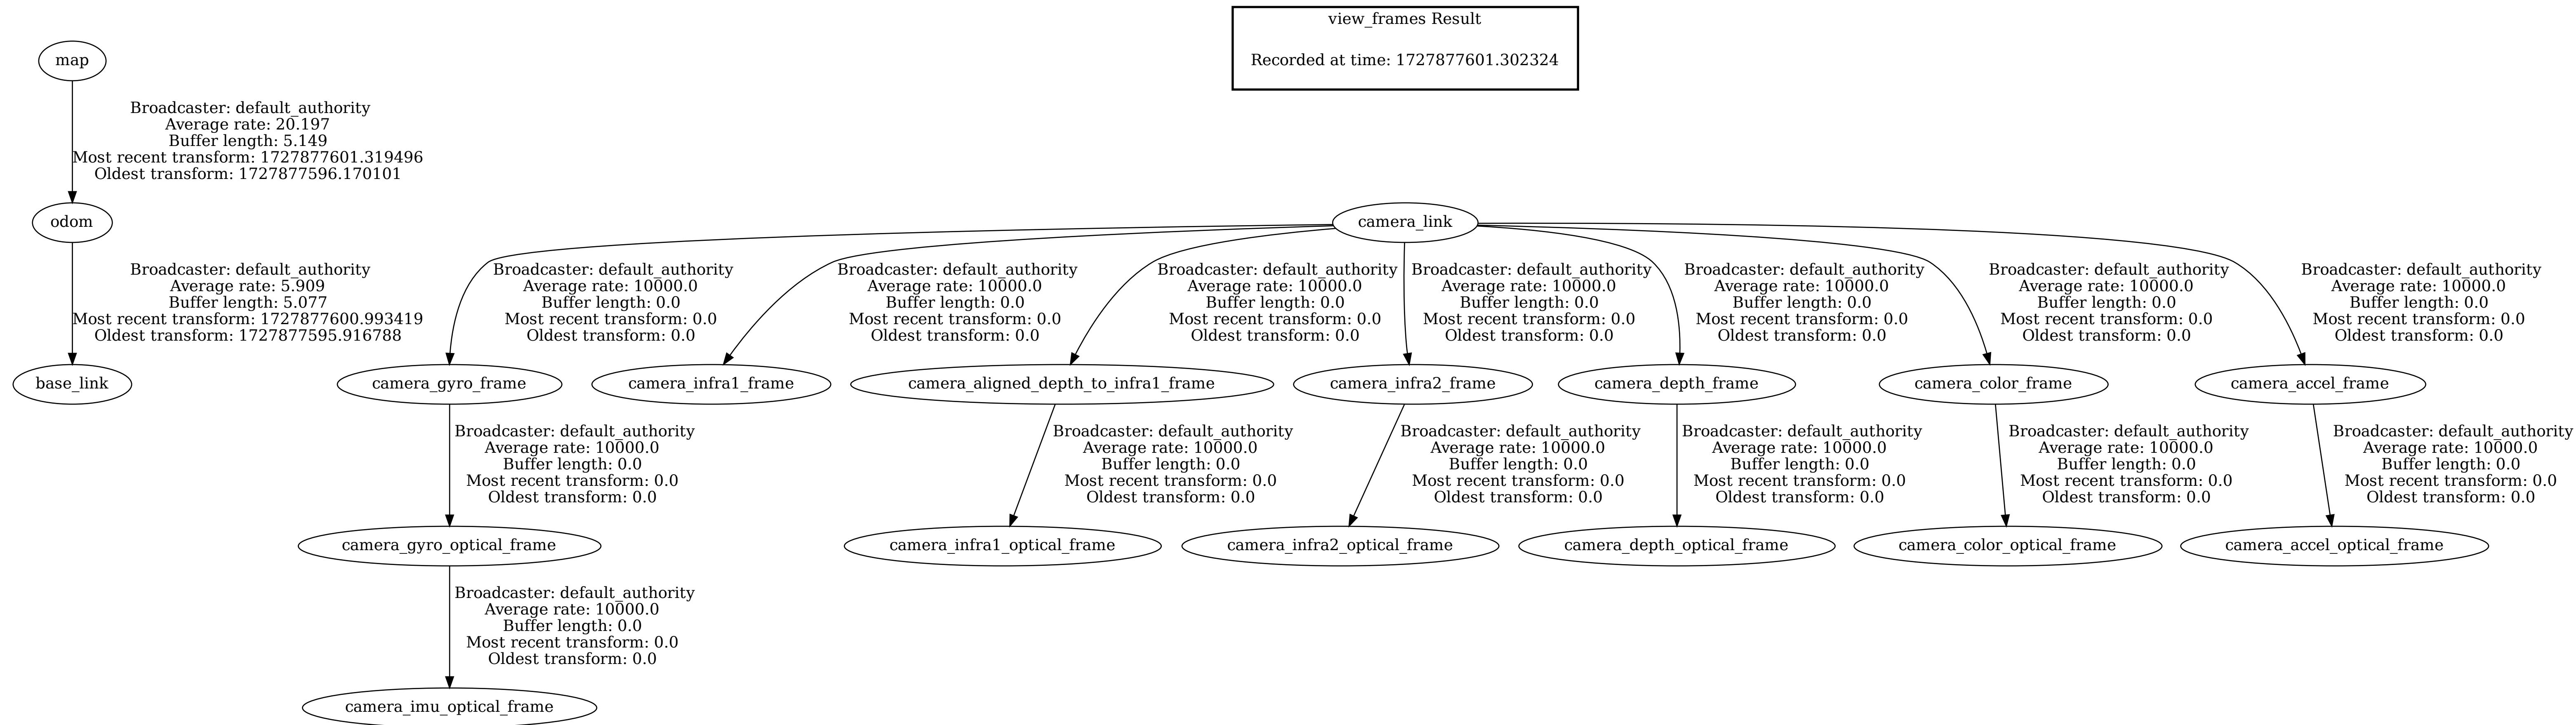 view_frames Result
Recorded at time: 1727877601.302324
map
Broadcaster: default_authority
Average rate: 20.197
Buffer length: 5.149
Most recent transform: 1727877601.319496
Oldest transform: 1727877596.170101
odom
camera_link
Broadcaster: default_authority
Average rate: 5.909
Buffer length: 5.077
Most recent transform: 1727877600.993419
Oldest transform: 1727877595.916788
Broadcaster: default_authority
Average rate: 10000.0
Buffer length: 0.0
Most recent transform: 0.0
Oldest transform: 0.0
Broadcaster: default_authority
Average rate: 10000.0
Buffer length: 0.0
Most recent transform: 0.0
Oldest transform: 0.0
Broadcaster: default_authority
Average rate: 10000.0
Buffer length: 0.0
Most recent transform: 0.0
Oldest transform: 0.0
Broadcaster: default_authority
Average rate: 10000.0
Buffer length: 0.0
Most recent transform: 0.0
Oldest transform: 0.0
Broadcaster: default_authority
Average rate: 10000.0
Buffer length: 0.0
Most recent transform: 0.0
Oldest transform: 0.0
Broadcaster: default_authority
Average rate: 10000.0
Buffer length: 0.0
Most recent transform: 0.0
Oldest transform: 0.0
Broadcaster: default_authority
Average rate: 10000.0
Buffer length: 0.0
Most recent transform: 0.0
Oldest transform: 0.0
base_link
camera_gyro_frame
camera_infra1_frame
camera_aligned_depth_to_infra1_frame
camera_infra2_frame
camera_depth_frame
camera_color_frame
camera_accel_frame
Broadcaster: default_authority
Average rate: 10000.0
Buffer length: 0.0
Most recent transform: 0.0
Oldest transform: 0.0
Broadcaster: default_authority
Average rate: 10000.0
Buffer length: 0.0
Most recent transform: 0.0
Oldest transform: 0.0
Broadcaster: default_authority
Average rate: 10000.0
Buffer length: 0.0
Most recent transform: 0.0
Oldest transform: 0.0
Broadcaster: default_authority
Average rate: 10000.0
Buffer length: 0.0
Most recent transform: 0.0
Oldest transform: 0.0
Broadcaster: default_authority
Average rate: 10000.0
Buffer length: 0.0
Most recent transform: 0.0
Oldest transform: 0.0
Broadcaster: default_authority
Average rate: 10000.0
Buffer length: 0.0
Most recent transform: 0.0
Oldest transform: 0.0
camera_gyro_optical_frame
camera_infra1_optical_frame
camera_infra2_optical_frame
camera_depth_optical_frame
camera_color_optical_frame
camera_accel_optical_frame
Broadcaster: default_authority
Average rate: 10000.0
Buffer length: 0.0
Most recent transform: 0.0
Oldest transform: 0.0
camera_imu_optical_frame